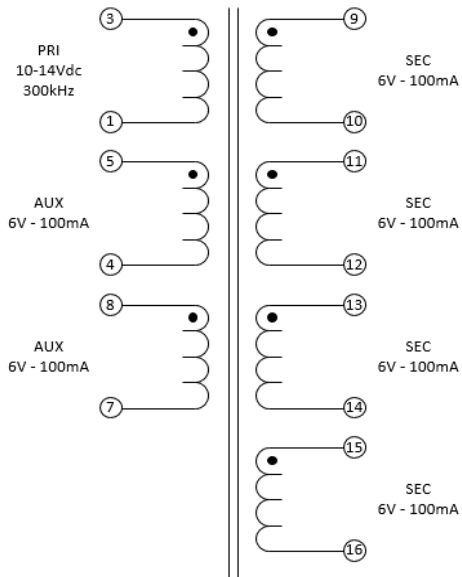 3
PRI
10-14Vdc
300kHz
1
5
AUX
6V - 100mA
4
8
AUX
6V - 100mA
7
9
SEC
6V - 100mA
10
11
SEC
6V - 100mA
12
13
SEC
6V - 100mA
14
15
SEC
6V - 100mA
16